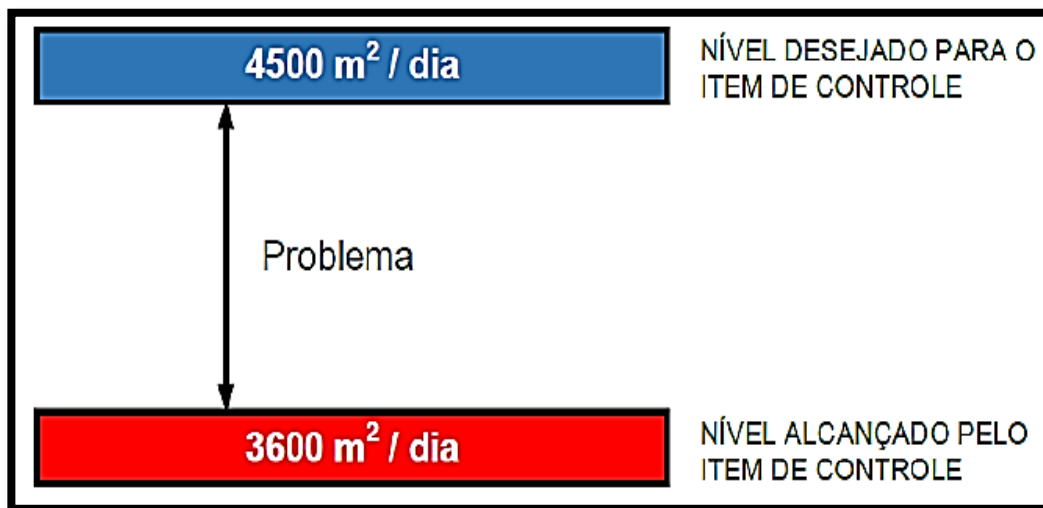 4500 m² / dia
NÍVEL DESEJADO PARA O
ITEM DE CONTROLE
Problema
3600 m² / dia
NÍVEL ALCANÇADO PELO
ITEM DE CONTROLE